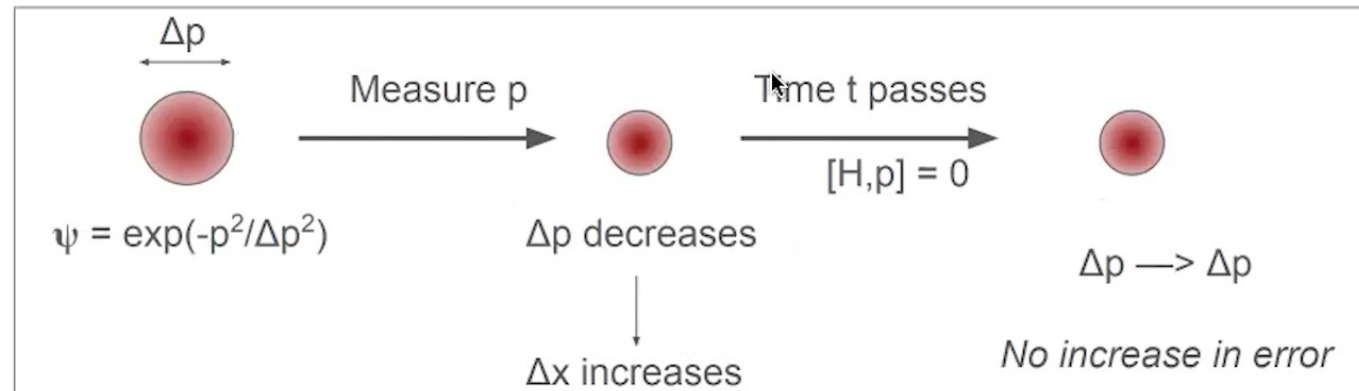 Δp
Measure p
Time t passes
[H,p] = 0
ψ = exp(-p²/Δp²)
Δp decreases
Δp —> Δp
Δx increases
No increase in error